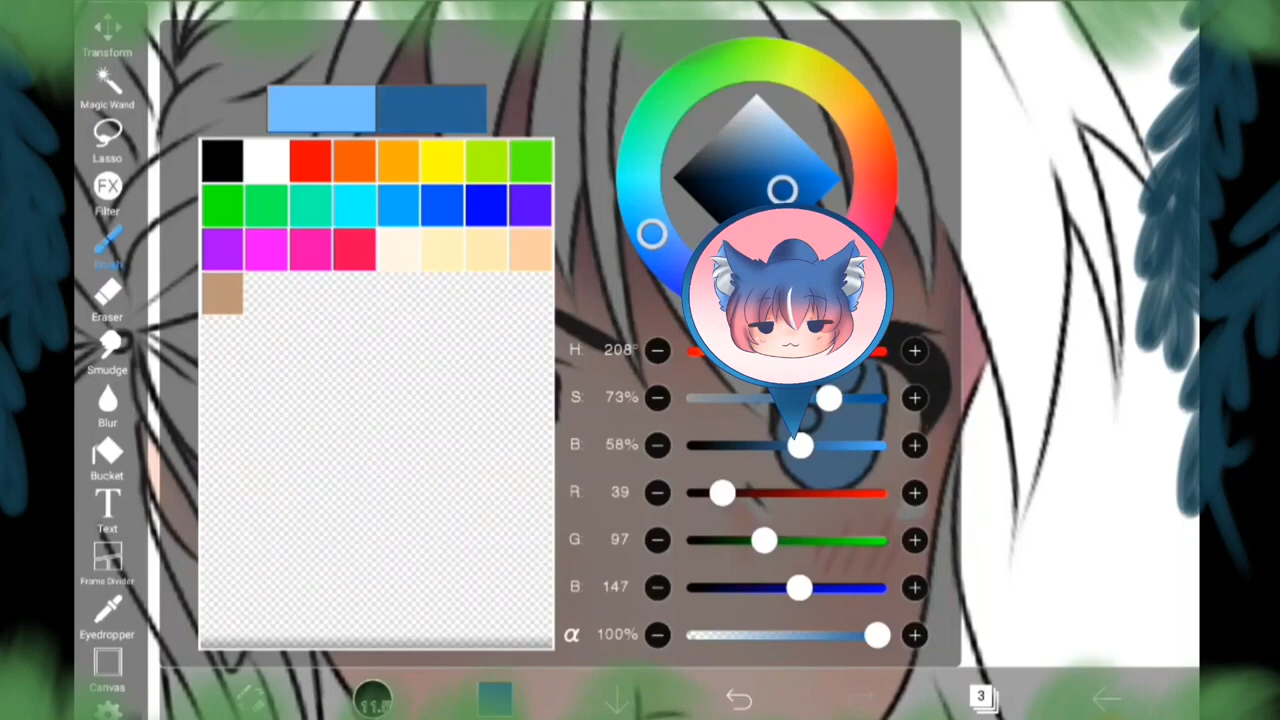 Transform
Magic Wand
Lasso
FX
Filter
Brush
Eraser
Smudge
Blur
Bucket
T
Text
Frame Divider
Eyedropper
Canvas
H: 208°
S: 73%
B: 58%
R: 39
G: 97
B: 147
α 100%
3